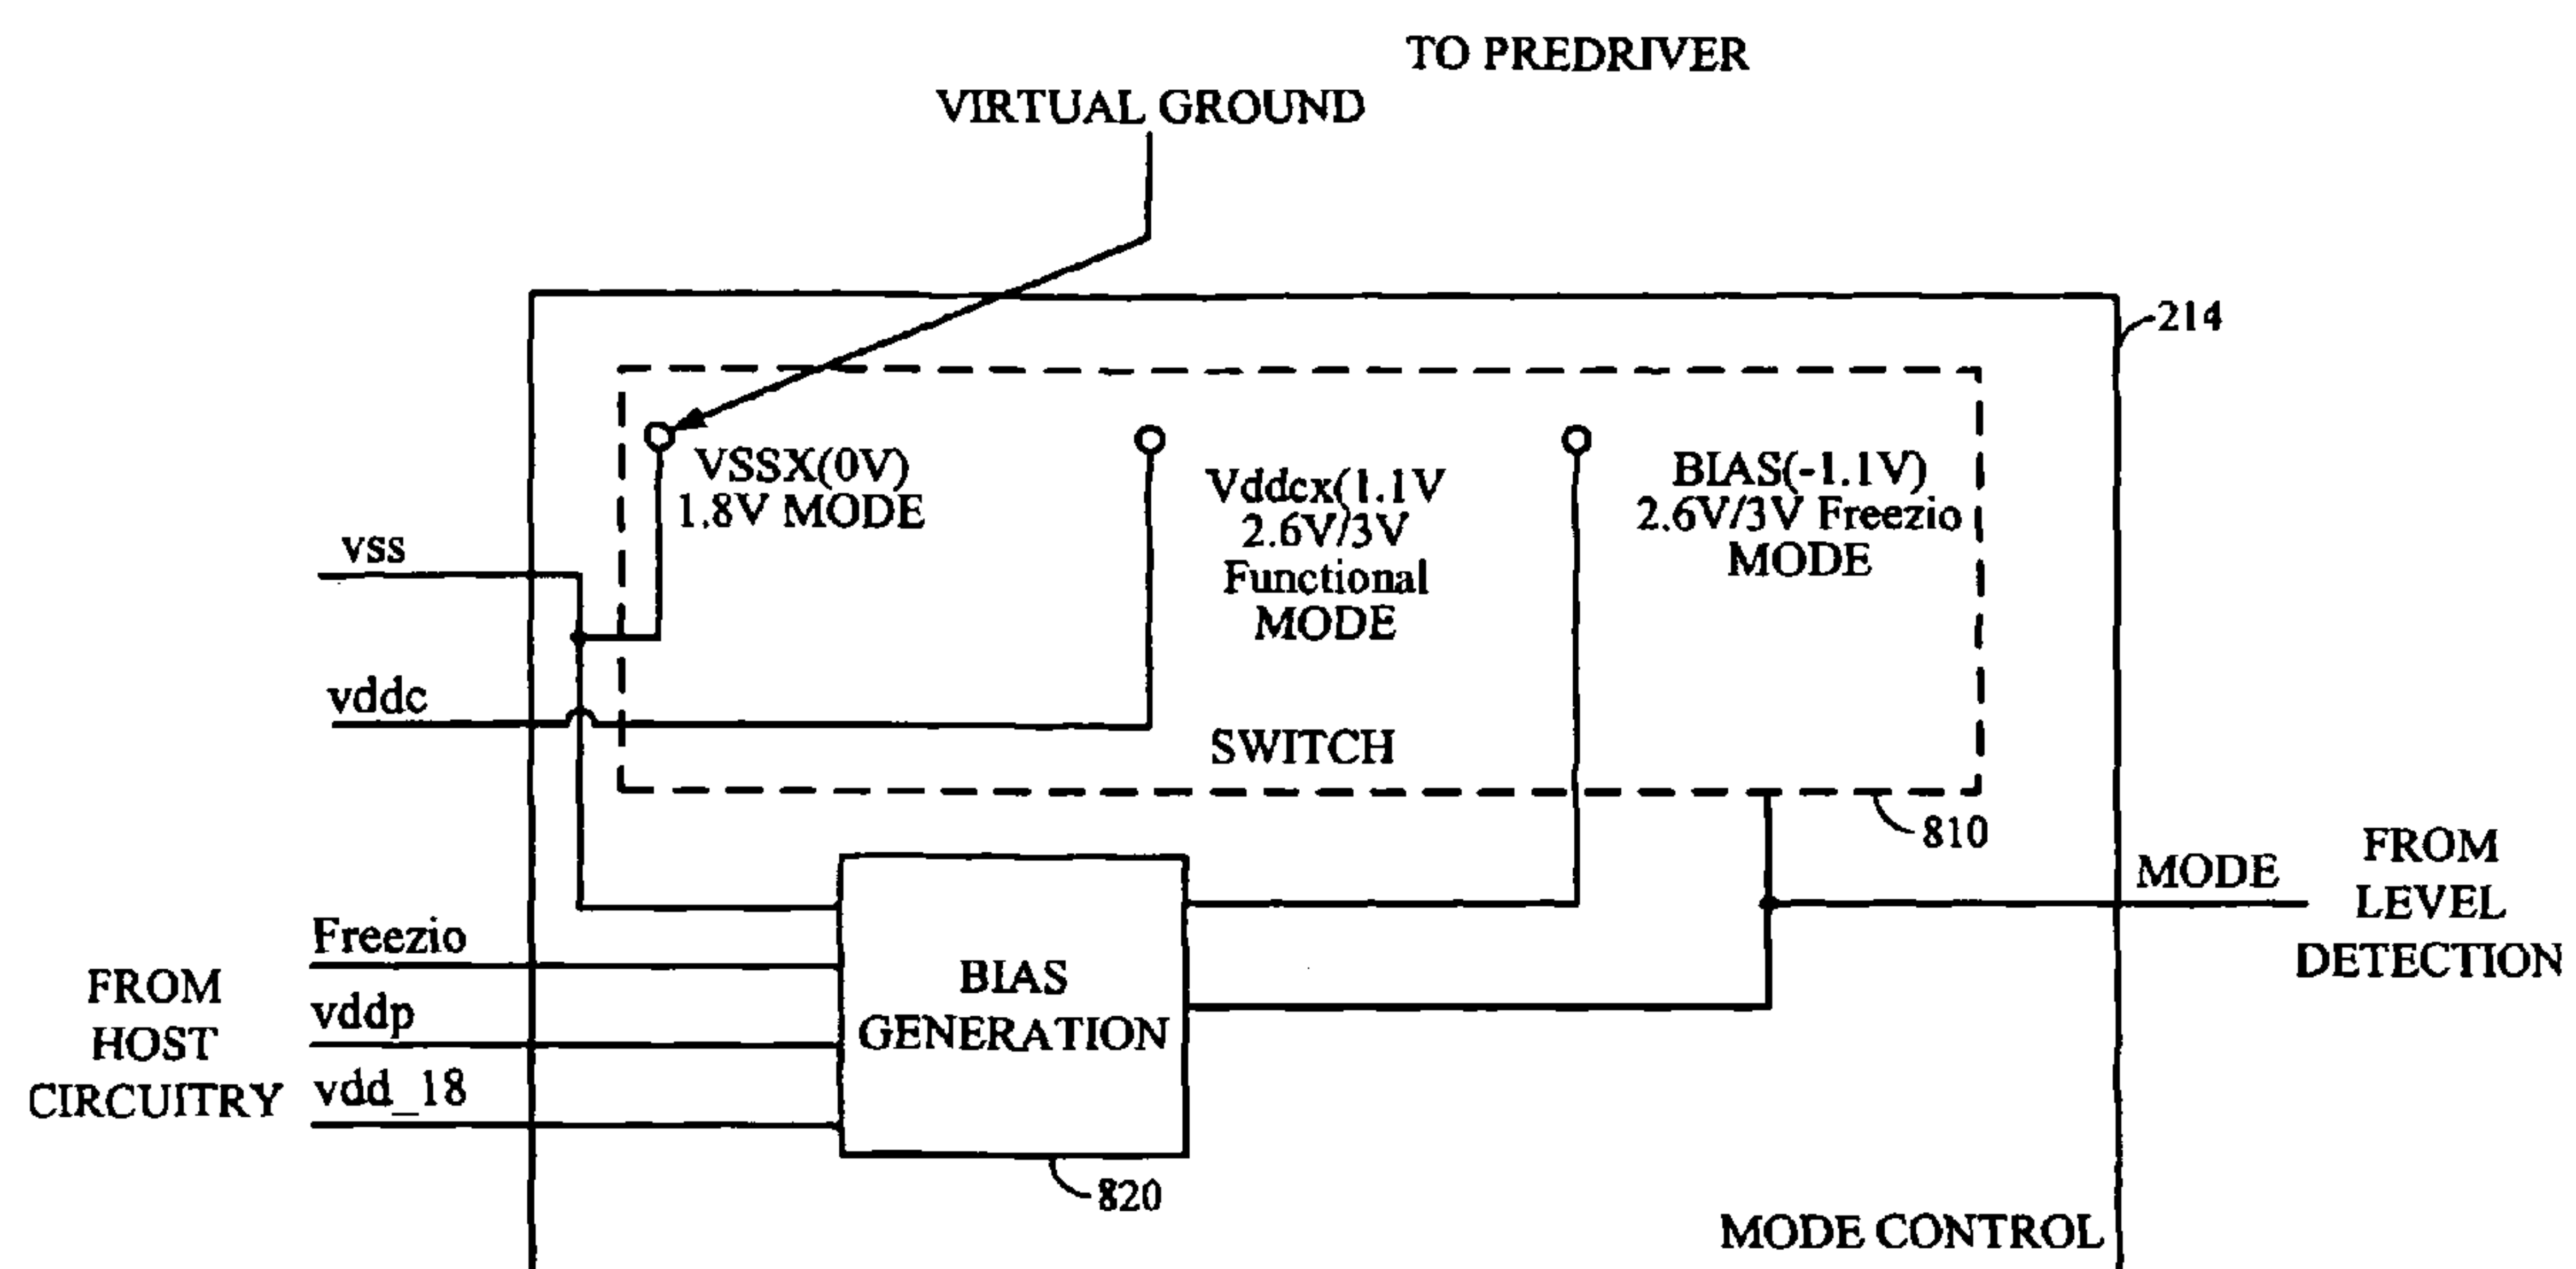 TO PREDRIVER
VIRTUAL GROUND
214
VSSX(0V)
1.8V MODE
Vddcx(1.1V
2.6V/3V
Functional
MODE
BIAS(-1.1V)
2.6V/3V Freezio
MODE
vss
vddc
SWITCH
810
MODE
FROM
LEVEL
DETECTION
Freezio
vddp
vdd_18
FROM
HOST
CIRCUITRY
BIAS
GENERATION
820
MODE CONTROL